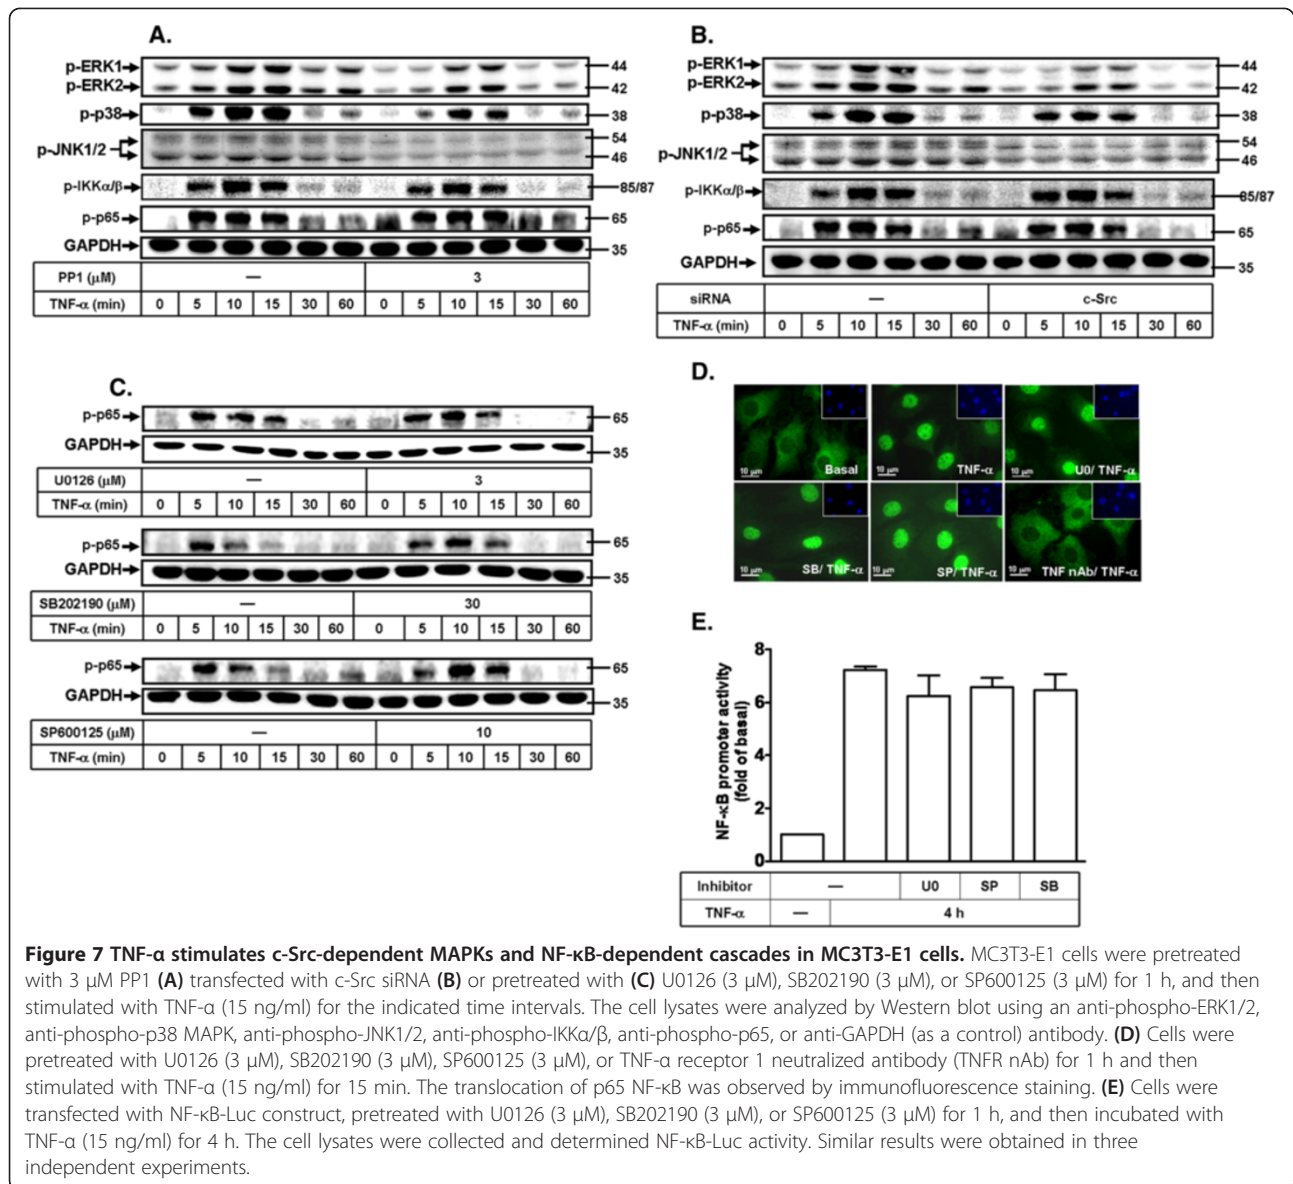 A.
p-ERK1 44
p-ERK2 42
p-p38 38
p-JNK1/2 54
46
p-IKKα/β 85/87
p-p65 65
GAPDH 35
PP1 (μM) — 3
TNF-α (min) 0 5 10 15 30 60 0 5 10 15 30 60
B.
p-ERK1 44
p-ERK2 42
p-p38 38
p-JNK1/2 54
46
p-IKKα/β 85/87
p-p65 65
GAPDH 35
siRNA — c-Src
TNF-α (min) 0 5 10 15 30 60 0 5 10 15 30 60
C.
p-p65 65
GAPDH 35
U0126 (μM) — 3
TNF-α (min) 0 5 10 15 30 60 0 5 10 15 30 60
p-p65 65
GAPDH 35
SB202190 (μM) — 30
TNF-α (min) 0 5 10 15 30 60 0 5 10 15 30 60
p-p65 65
GAPDH 35
SP600125 (μM) — 10
TNF-α (min) 0 5 10 15 30 60 0 5 10 15 30 60
D.
10 μm Basal 10 μm TNF-α 10 μm U0/ TNF-α
10 μm SB/ TNF-α 10 μm SP/ TNF-α 10 μm TNF nAb/ TNF-α
E.
NF-κB promoter activity
(fold of basal)
8
6
4
2
0
Inhibitor — U0 SP SB
TNF-α — 4 h
Figure 7 TNF-α stimulates c-Src-dependent MAPKs and NF-κB-dependent cascades in MC3T3-E1 cells. MC3T3-E1 cells were pretreated
with 3 μM PP1 (A) transfected with c-Src siRNA (B) or pretreated with (C) U0126 (3 μM), SB202190 (3 μM), or SP600125 (3 μM) for 1 h, and then
stimulated with TNF-α (15 ng/ml) for the indicated time intervals. The cell lysates were analyzed by Western blot using an anti-phospho-ERK1/2,
anti-phospho-p38 MAPK, anti-phospho-JNK1/2, anti-phospho-IKKα/β, anti-phospho-p65, or anti-GAPDH (as a control) antibody. (D) Cells were
pretreated with U0126 (3 μM), SB202190 (3 μM), SP600125 (3 μM), or TNF-α receptor 1 neutralized antibody (TNFR nAb) for 1 h and then
stimulated with TNF-α (15 ng/ml) for 15 min. The translocation of p65 NF-κB was observed by immunofluorescence staining. (E) Cells were
transfected with NF-κB-Luc construct, pretreated with U0126 (3 μM), SB202190 (3 μM), or SP600125 (3 μM) for 1 h, and then incubated with
TNF-α (15 ng/ml) for 4 h. The cell lysates were collected and determined NF-κB-Luc activity. Similar results were obtained in three
independent experiments.